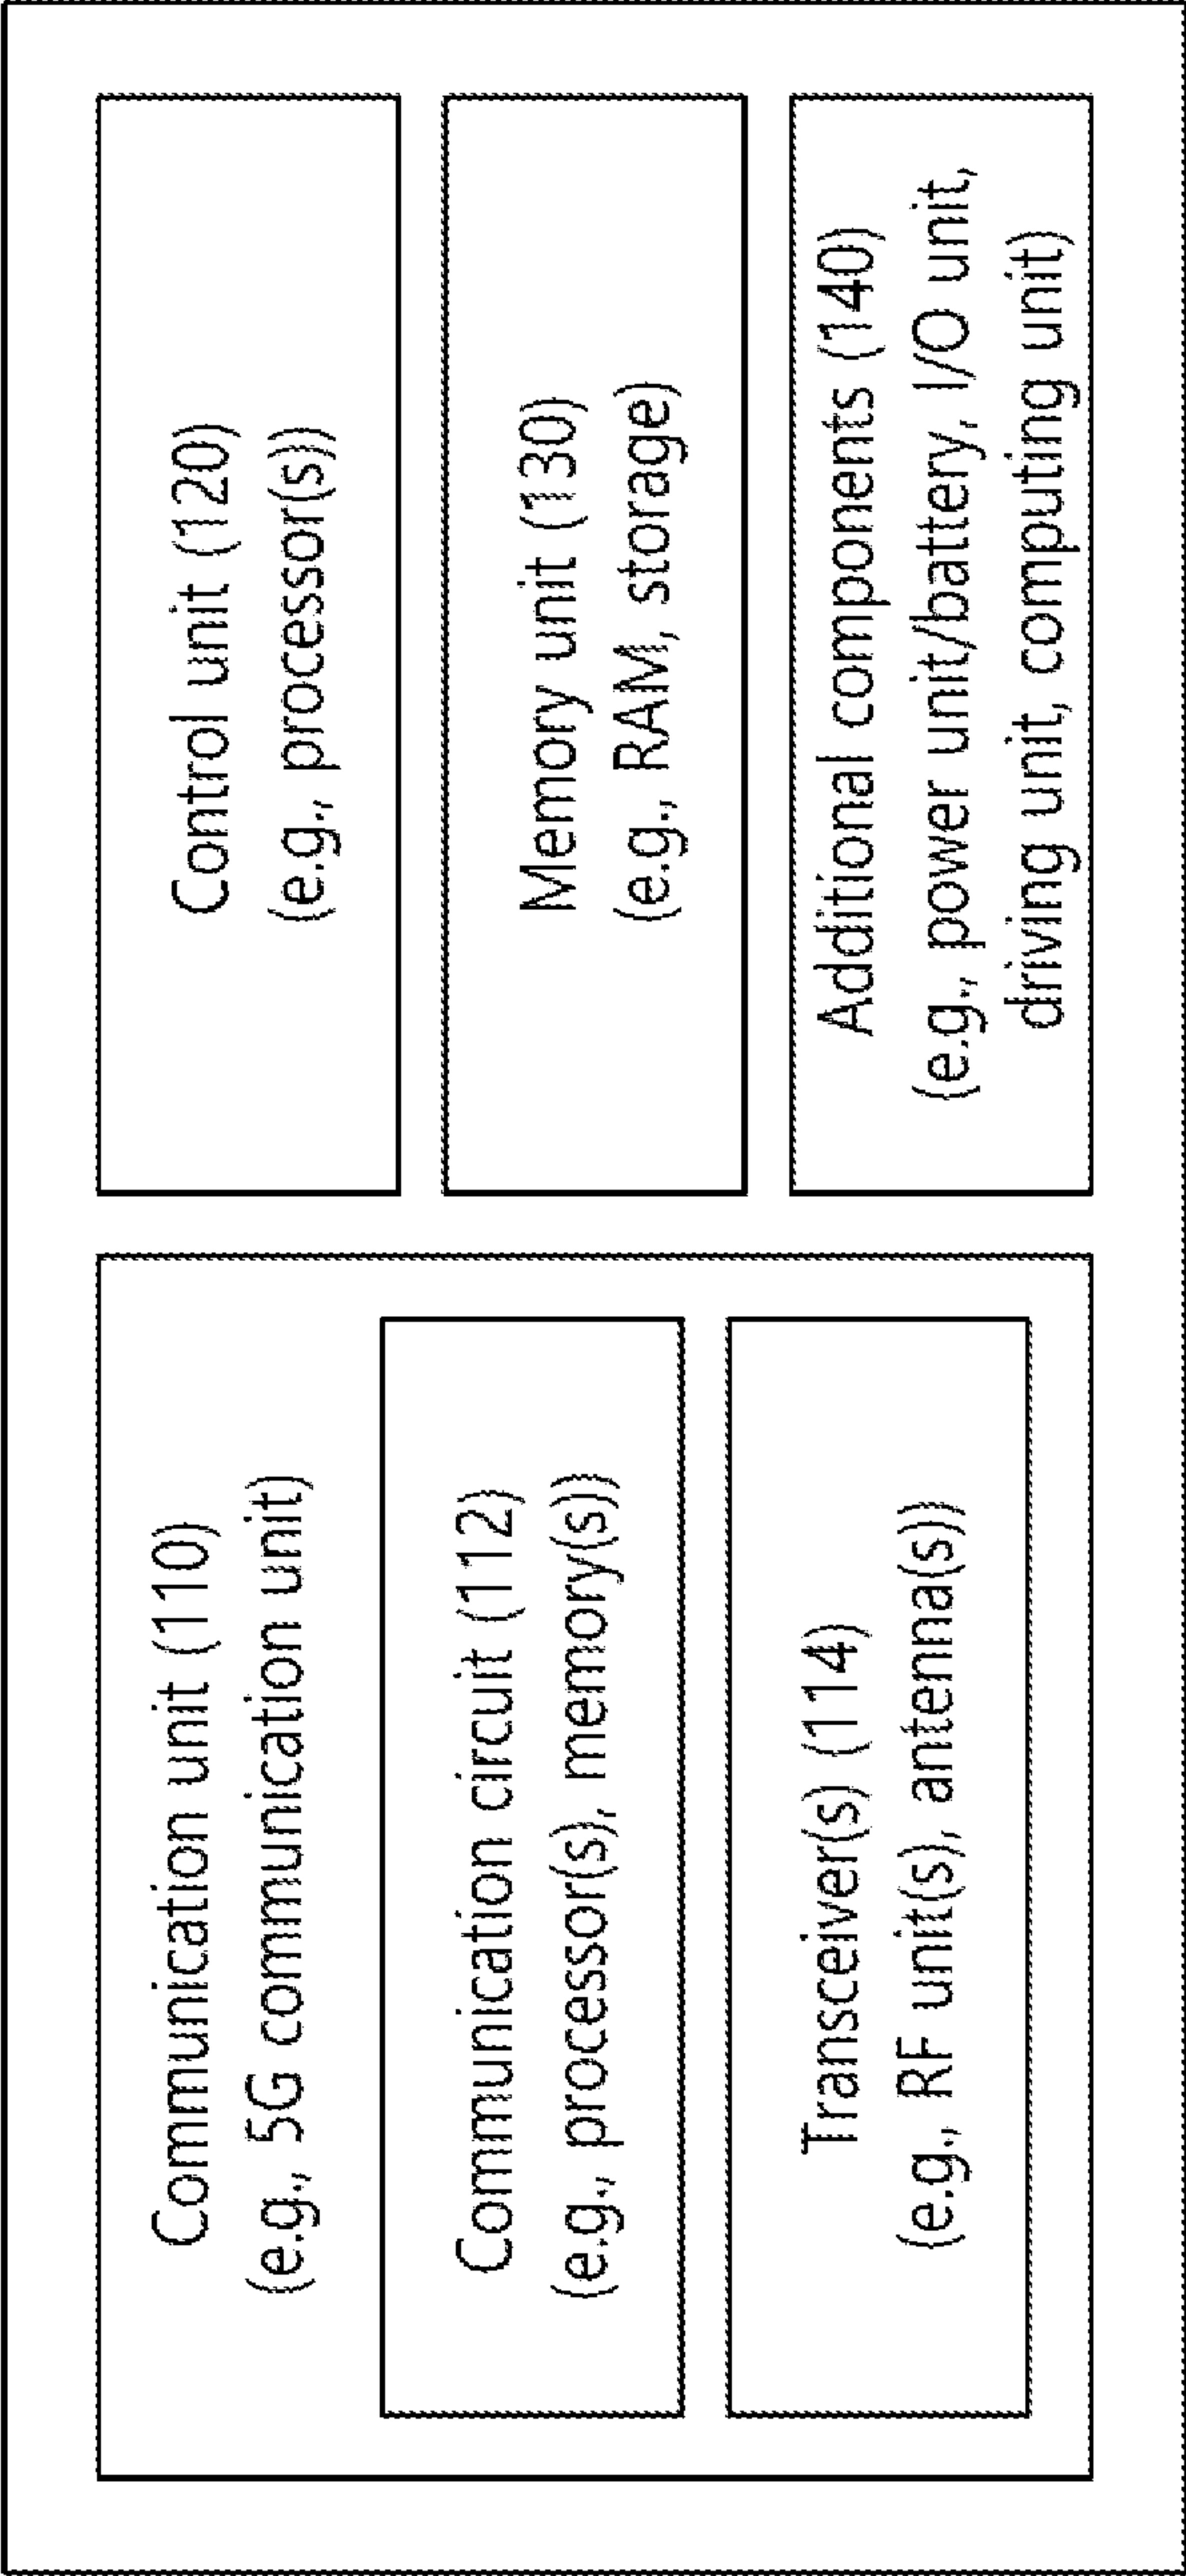 Communication unit (110)
(e.g., 5G communication unit)
Communication circuit (112)
(e.g., processor(s), memory(s))
Transceiver(s) (114)
(e.g., RF unit(s), antenna(s))
Control unit (120)
(e.g., processor(s))
Memory unit (130)
(e.g., RAM, storage)
Additional components (140)
(e.g., power unit/battery, I/O unit,
driving unit, computing unit)